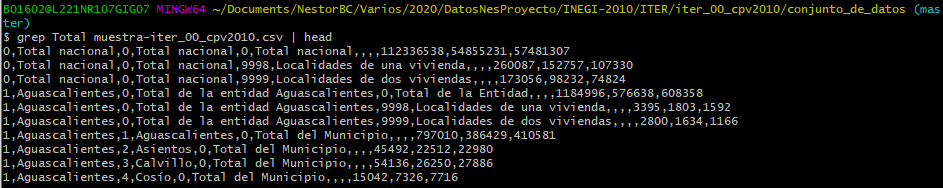 B01602@L221NR107GIG07 MINGW64 ~/Documents/NestorBC/Varios/2020/DatosNesProyecto/INEGI-2010/ITER/iter_00_cpv2010/conjunto_de_datos (mas
ter)
$ grep Total muestra-iter_00_cpv2010.csv | head
0,Total nacional,0,Total nacional,0,Total nacional,,,,112336538,54855231,57481307
0,Total nacional,0,Total nacional,9998,Localidades de una vivienda,,,,260087,152757,107330
0,Total nacional,0,Total nacional,9999,Localidades de dos viviendas,,,,173056,98232,74824
1,Aguascalientes,0,Total de la entidad Aguascalientes,0,Total de la Entidad,,,,1184996,576638,608358
1,Aguascalientes,0,Total de la entidad Aguascalientes,9998,Localidades de una vivienda,,,,3395,1803,1592
1,Aguascalientes,0,Total de la entidad Aguascalientes,9999,Localidades de dos viviendas,,,,2800,1634,1166
1,Aguascalientes,1,Aguascalientes,0,Total del Municipio,,,,797010,386429,410581
1,Aguascalientes,2,Asientos,0,Total del Municipio,,,,45492,22512,22980
1,Aguascalientes,3,Calvillo,0,Total del Municipio,,,,54136,26250,27886
1,Aguascalientes,4,Cosío,0,Total del Municipio,,,,15042,7326,7716